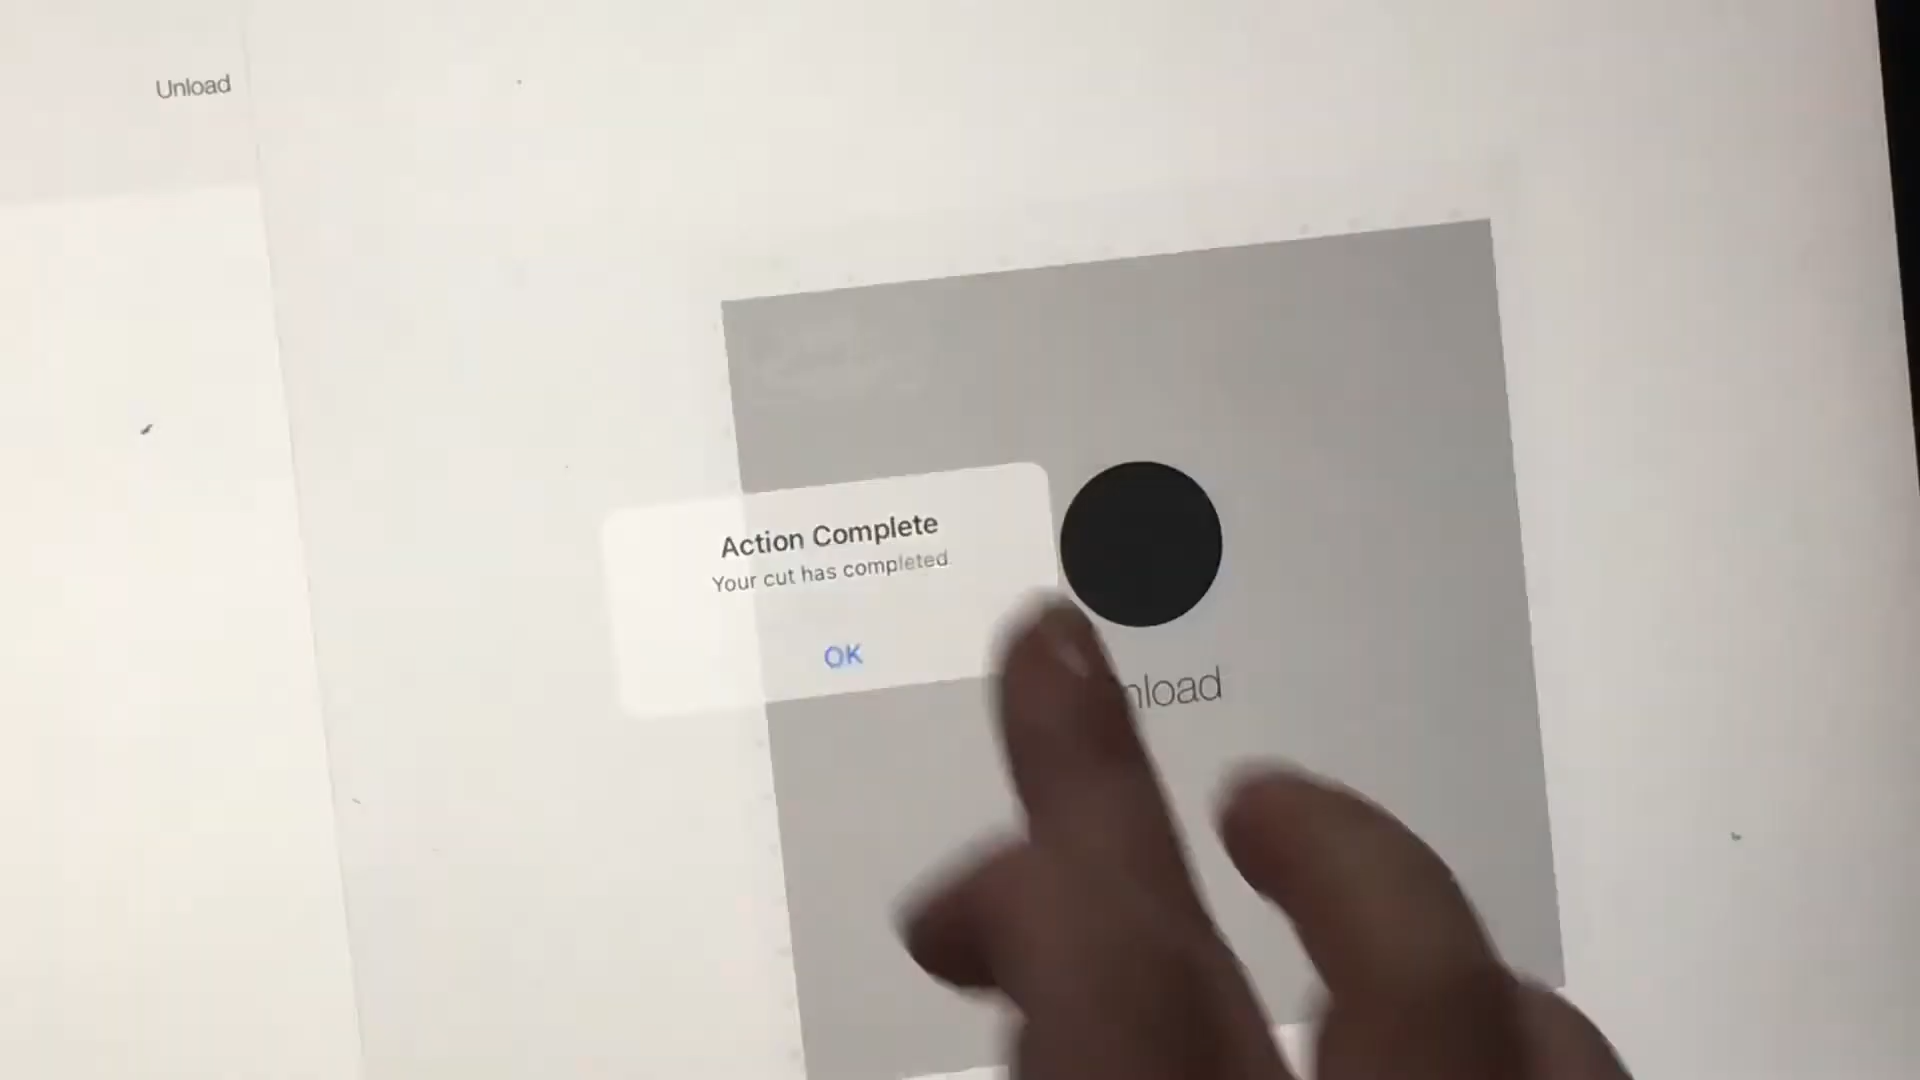 Unload
Action Complete
Your cut has completed.
OK
nload